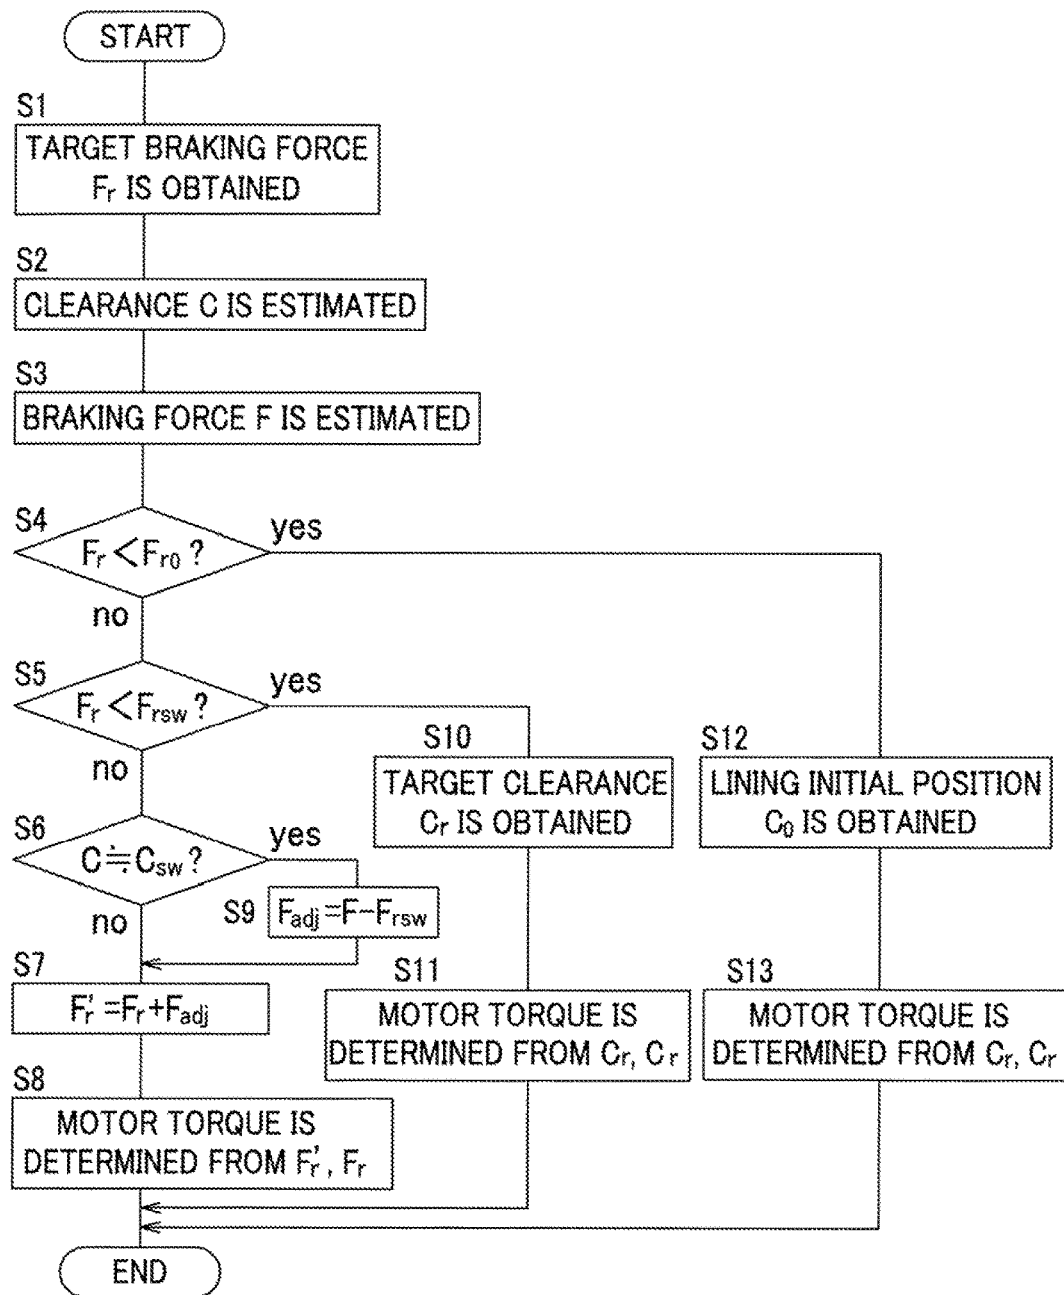 START
S1
TARGET BRAKING FORCE
Fr IS OBTAINED
S2
CLEARANCE C IS ESTIMATED
S3
BRAKING FORCE F IS ESTIMATED
S4
Fr<Fr0?
yes
no
S5
Fr<Frsw?
yes
no
S6
C≒Csw?
yes
no
S9
Fadj=F-Frsw
S7
Fr'=Fr+Fadj
S8
MOTOR TORQUE IS
DETERMINED FROM Fr', Fr
S10
TARGET CLEARANCE
Cr IS OBTAINED
S11
MOTOR TORQUE IS
DETERMINED FROM Cr, Cr
S12
LINING INITIAL POSITION
C0 IS OBTAINED
S13
MOTOR TORQUE IS
DETERMINED FROM Cr, Cr
END